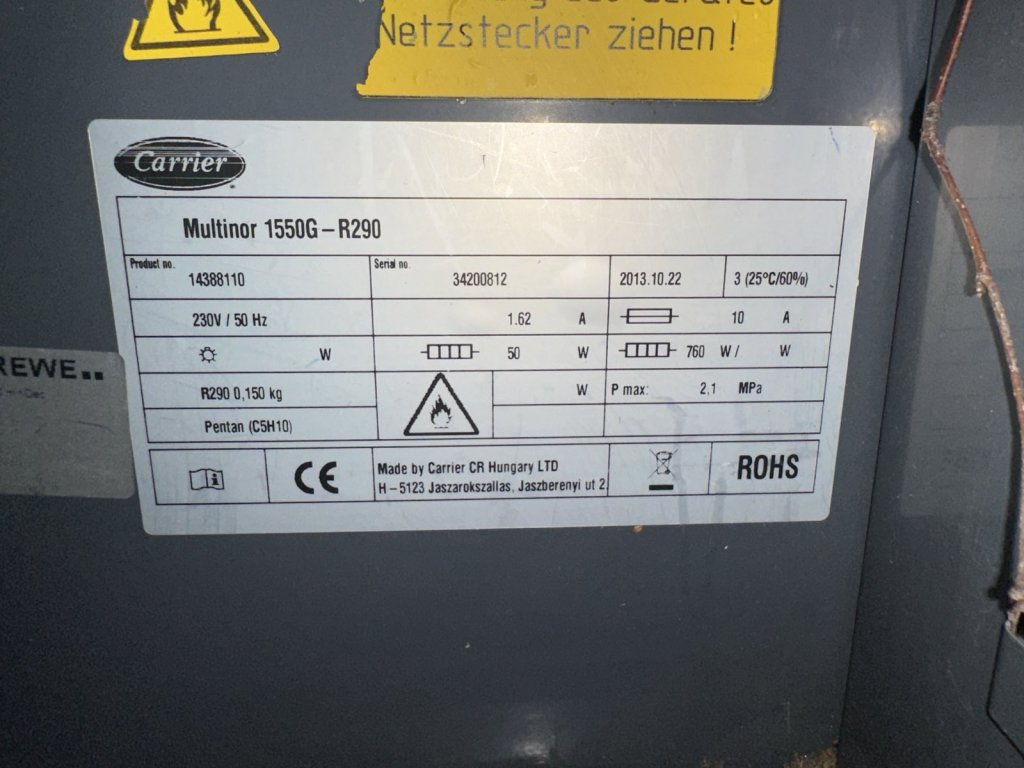 Netzstecker ziehen !
Carrier
Multinor 1550G – R290
Product no. 14388110
Serial no. 34200812
2013.10.22
3 (25°C/60%)
230V / 50 Hz
1.62 A
10 A
W
50 W
760 W / W
R290 0,150 kg
W
P max: 2,1 MPa
Pentan (C5H10)
CE
Made by Carrier CR Hungary LTD
H – 5123 Jaszarokszallas, Jaszberenyi ut 2
ROHS
REWE